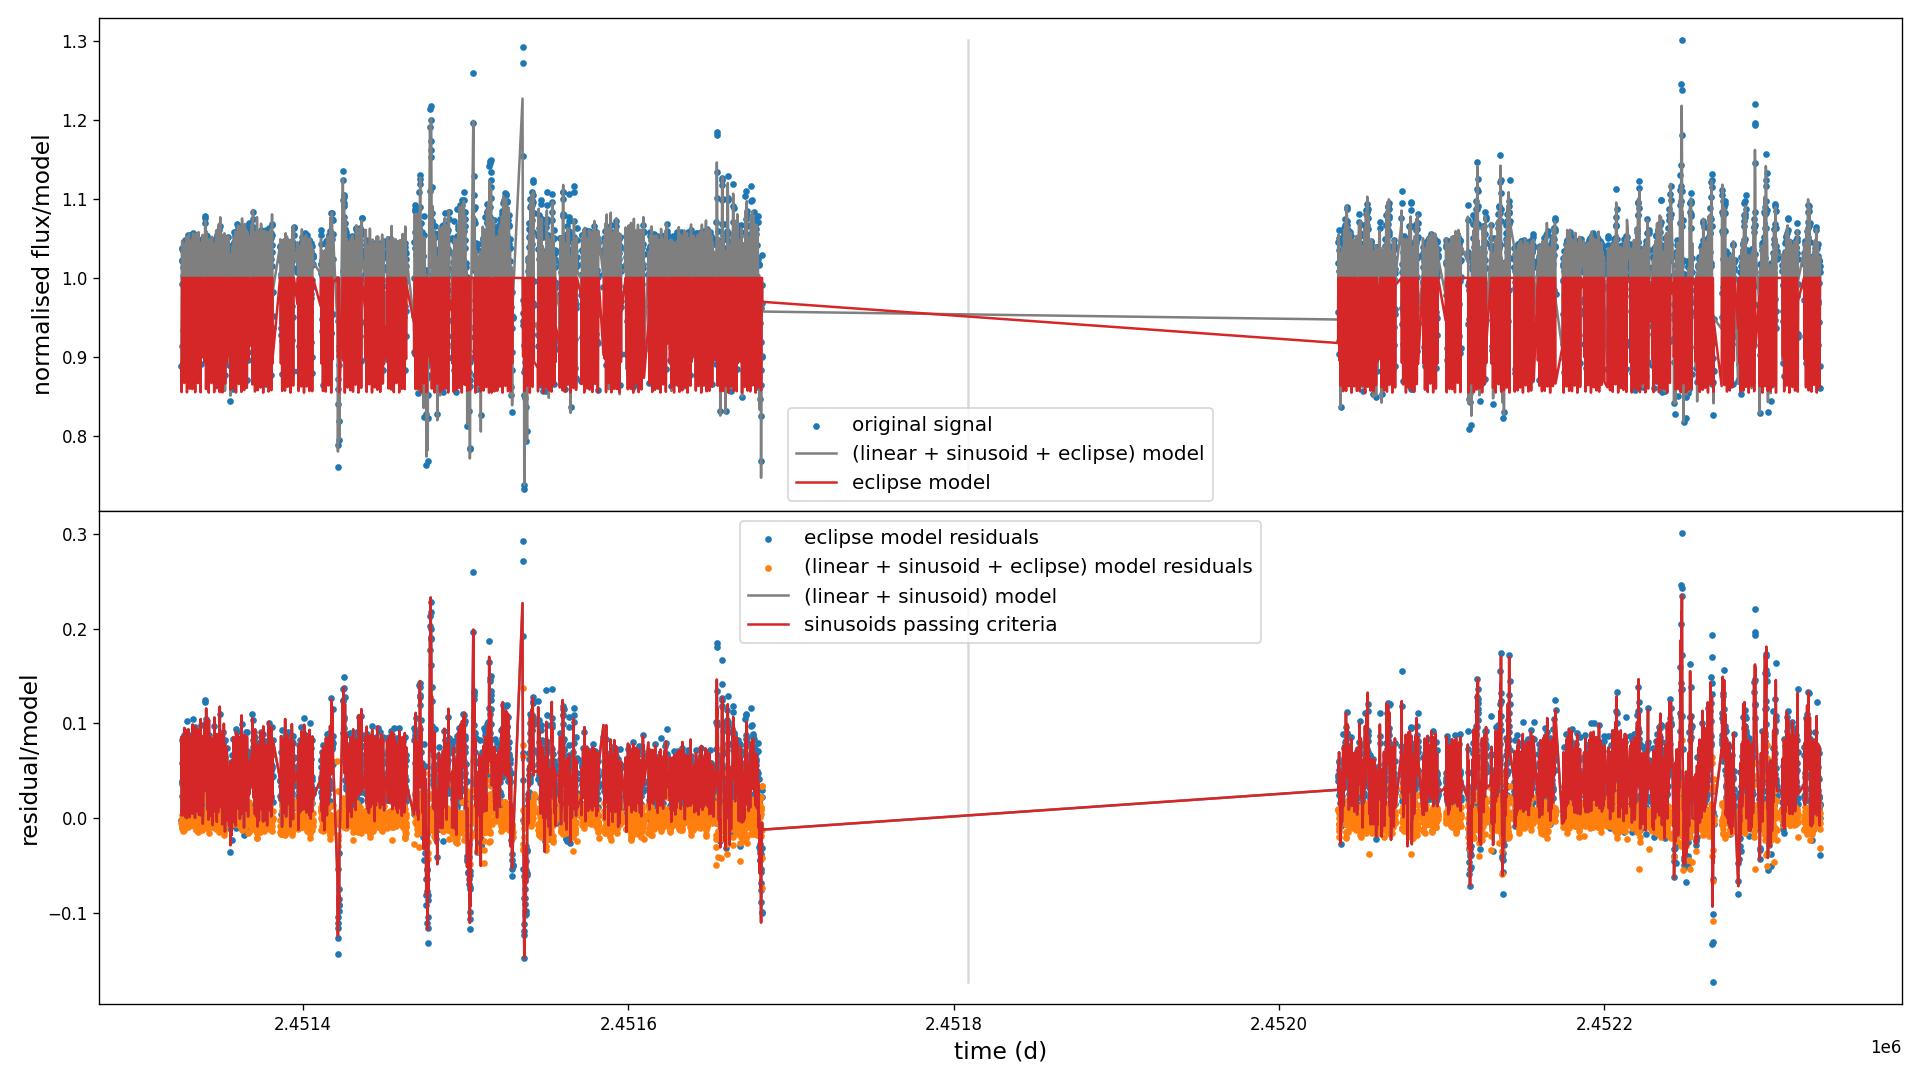 1.3
1.2
1.1
1.0
0.9
0.8
normalised flux/model
original signal
(linear + sinusoid + eclipse) model
eclipse model
0.3
0.2
0.1
0.0
−0.1
residual/model
eclipse model residuals
(linear + sinusoid + eclipse) model residuals
(linear + sinusoid) model
sinusoids passing criteria
2.4514 2.4516 2.4518 2.4520 2.4522
time (d)
1e6